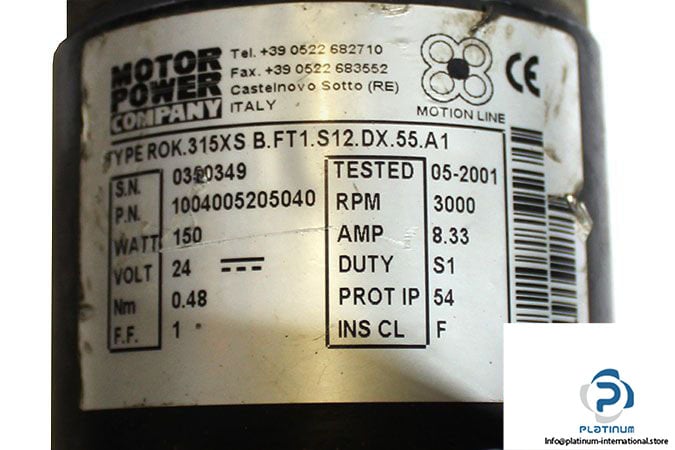 MOTOR POWER COMPANY
Tel. +39 0522 682710
Fax. +39 0522 683552
Castelnovo Sotto (RE)
ITALY
MOTION LINE
CE
TYPE ROK.315XS B.FT1.S12.DX.55.A1
S.N. 0350349 TESTED 05-2001
P.N. 1004005205040 RPM 3000
WATT 150 AMP 8.33
VOLT 24 DUTY S1
Nm 0.48 PROT IP 54
F.F. 1 INS CL F
PLATINUM
info@platinum-international.store